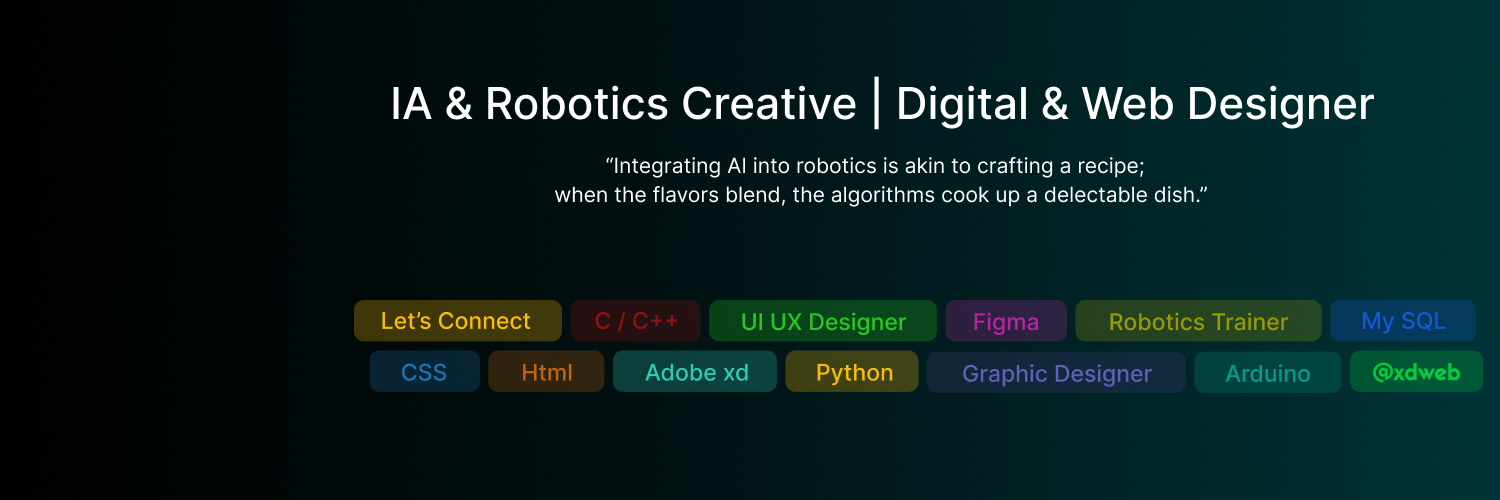 IA & Robotics Creative | Digital & Web Designer
“Integrating AI into robotics is akin to crafting a recipe;
when the flavors blend, the algorithms cook up a delectable dish.”
Let’s Connect C / C++ UI UX Designer Figma Robotics Trainer My SQL
CSS Html Adobe xd Python Graphic Designer Arduino @xdweb